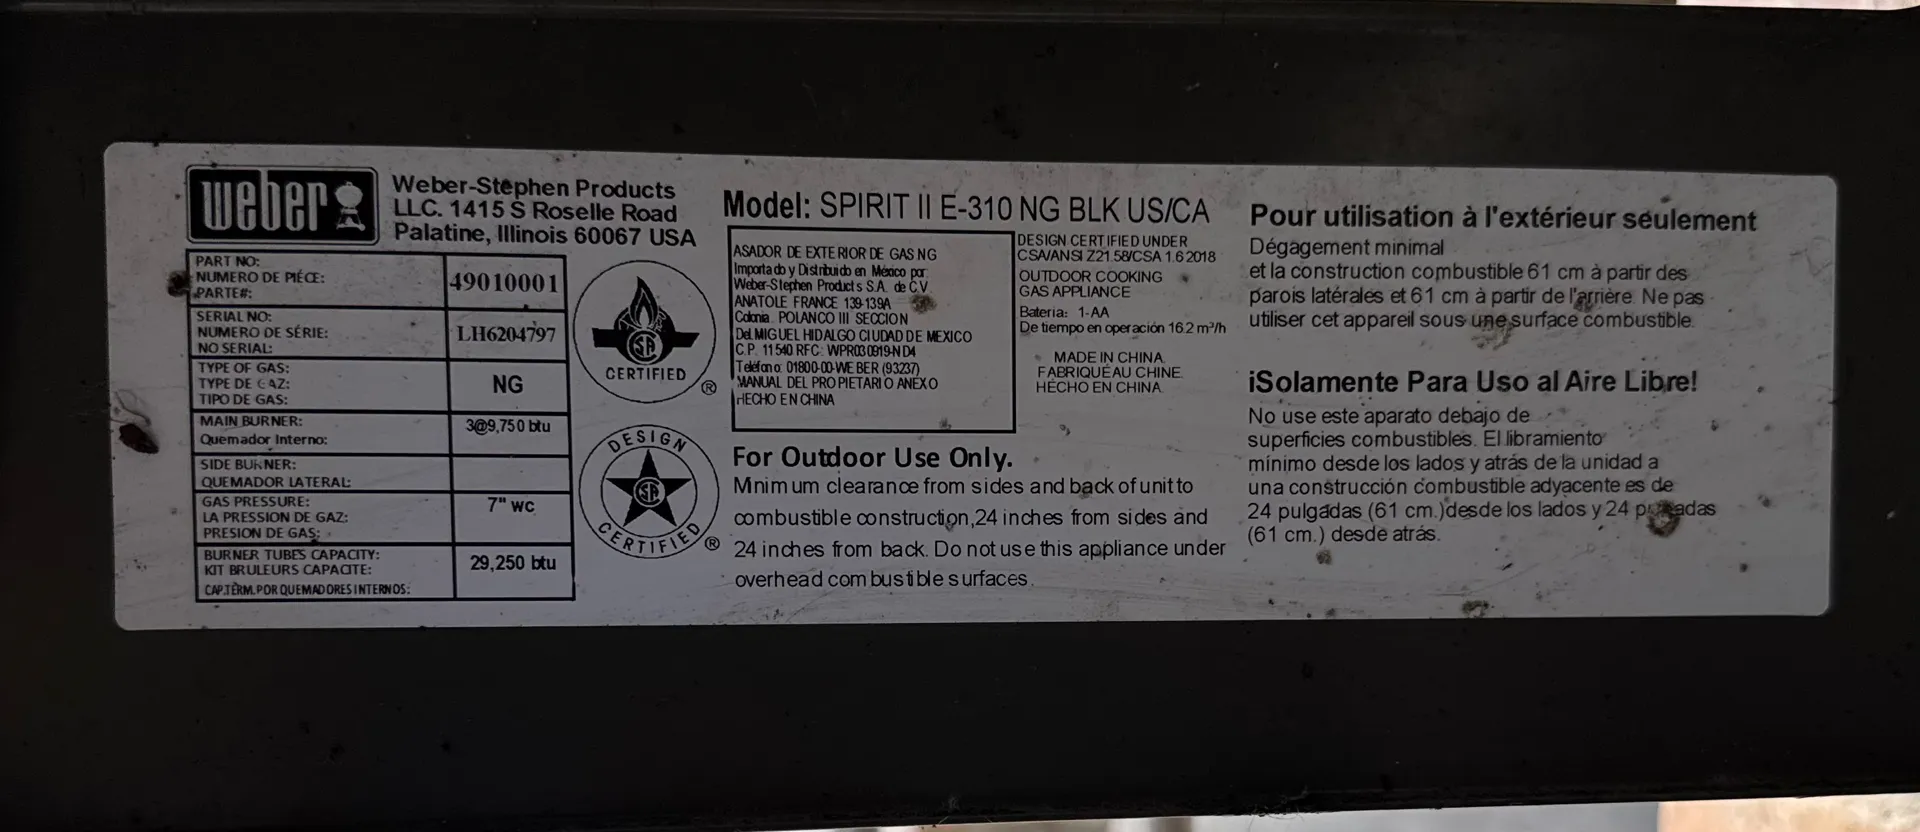 weber
Weber-Stephen Products
LLC. 1415 S Roselle Road
Palatine, Illinois 60067 USA
PART NO:
NUMERO DE PIÉCE:
PARTE#:
49010001
SERIAL NO:
NUMERO DE SÉRIE:
NO SERIAL:
LH6204797
TYPE OF GAS:
TYPE DE GAZ:
TIPO DE GAS:
NG
MAIN BURNER:
Quemador Interno:
3@9,750 btu
SIDE BURNER:
QUEMADOR LATERAL:
GAS PRESSURE:
LA PRESSION DE GAZ:
PRESION DE GAS:
7" WC
BURNER TUBES CAPACITY:
KIT BRULEURS CAPACITE:
CAP.TÈRM. POR QUEMADORES INTERNOS:
29,250 btu
SA
CERTIFIED
®
DESIGN
SA
CERTIFIED
®
Model: SPIRIT II E-310 NG BLK US/CA
ASADOR DE EXTERIOR DE GAS NG
Importado y Distribuido en México por:
Weber-Stephen Products S.A. de C.V.
ANATOLE FRANCE 139-139A
Colonia. POLANCO III SECCION
Del. MIGUEL HIDALGO CIUDAD DE MEXICO
C.P. 11540 RFC: WPR030919-ND4
Teléfono: 01800-00-WEBER (93237)
MANUAL DEL PROPIETARIO ANEXO
HECHO EN CHINA
DESIGN CERTIFIED UNDER
CSA/ANSI Z21.58/CSA 1.6 2018
OUTDOOR COOKING
GAS APPLIANCE
Bateria: 1-AA
De tiempo en operación 16.2 m³/h
MADE IN CHINA.
FABRIQUÉ AU CHINE.
HÉCHO EN CHINA.
For Outdoor Use Only.
Minimum clearance from sides and back of unit to
combustible construction,24 inches from sides and
24 inches from back. Do not use this appliance under
overhead combustible surfaces.
Pour utilisation à l'extérieur seulement
Dégagement minimal
et la construction combustible 61 cm à partir des
parois latérales et 61 cm à partir de l'arrière. Ne pas
utiliser cet appareil sous une surface combustible.
¡Solamente Para Uso al Aire Libre!
No use este aparato debajo de
superficies combustibles. El libramiento
mínimo desde los lados y atrás de la unidad a
una construcción combustible adyacente es de
24 pulgadas (61 cm.)desde los lados y 24 pulgadas
(61 cm.) desde atrás.